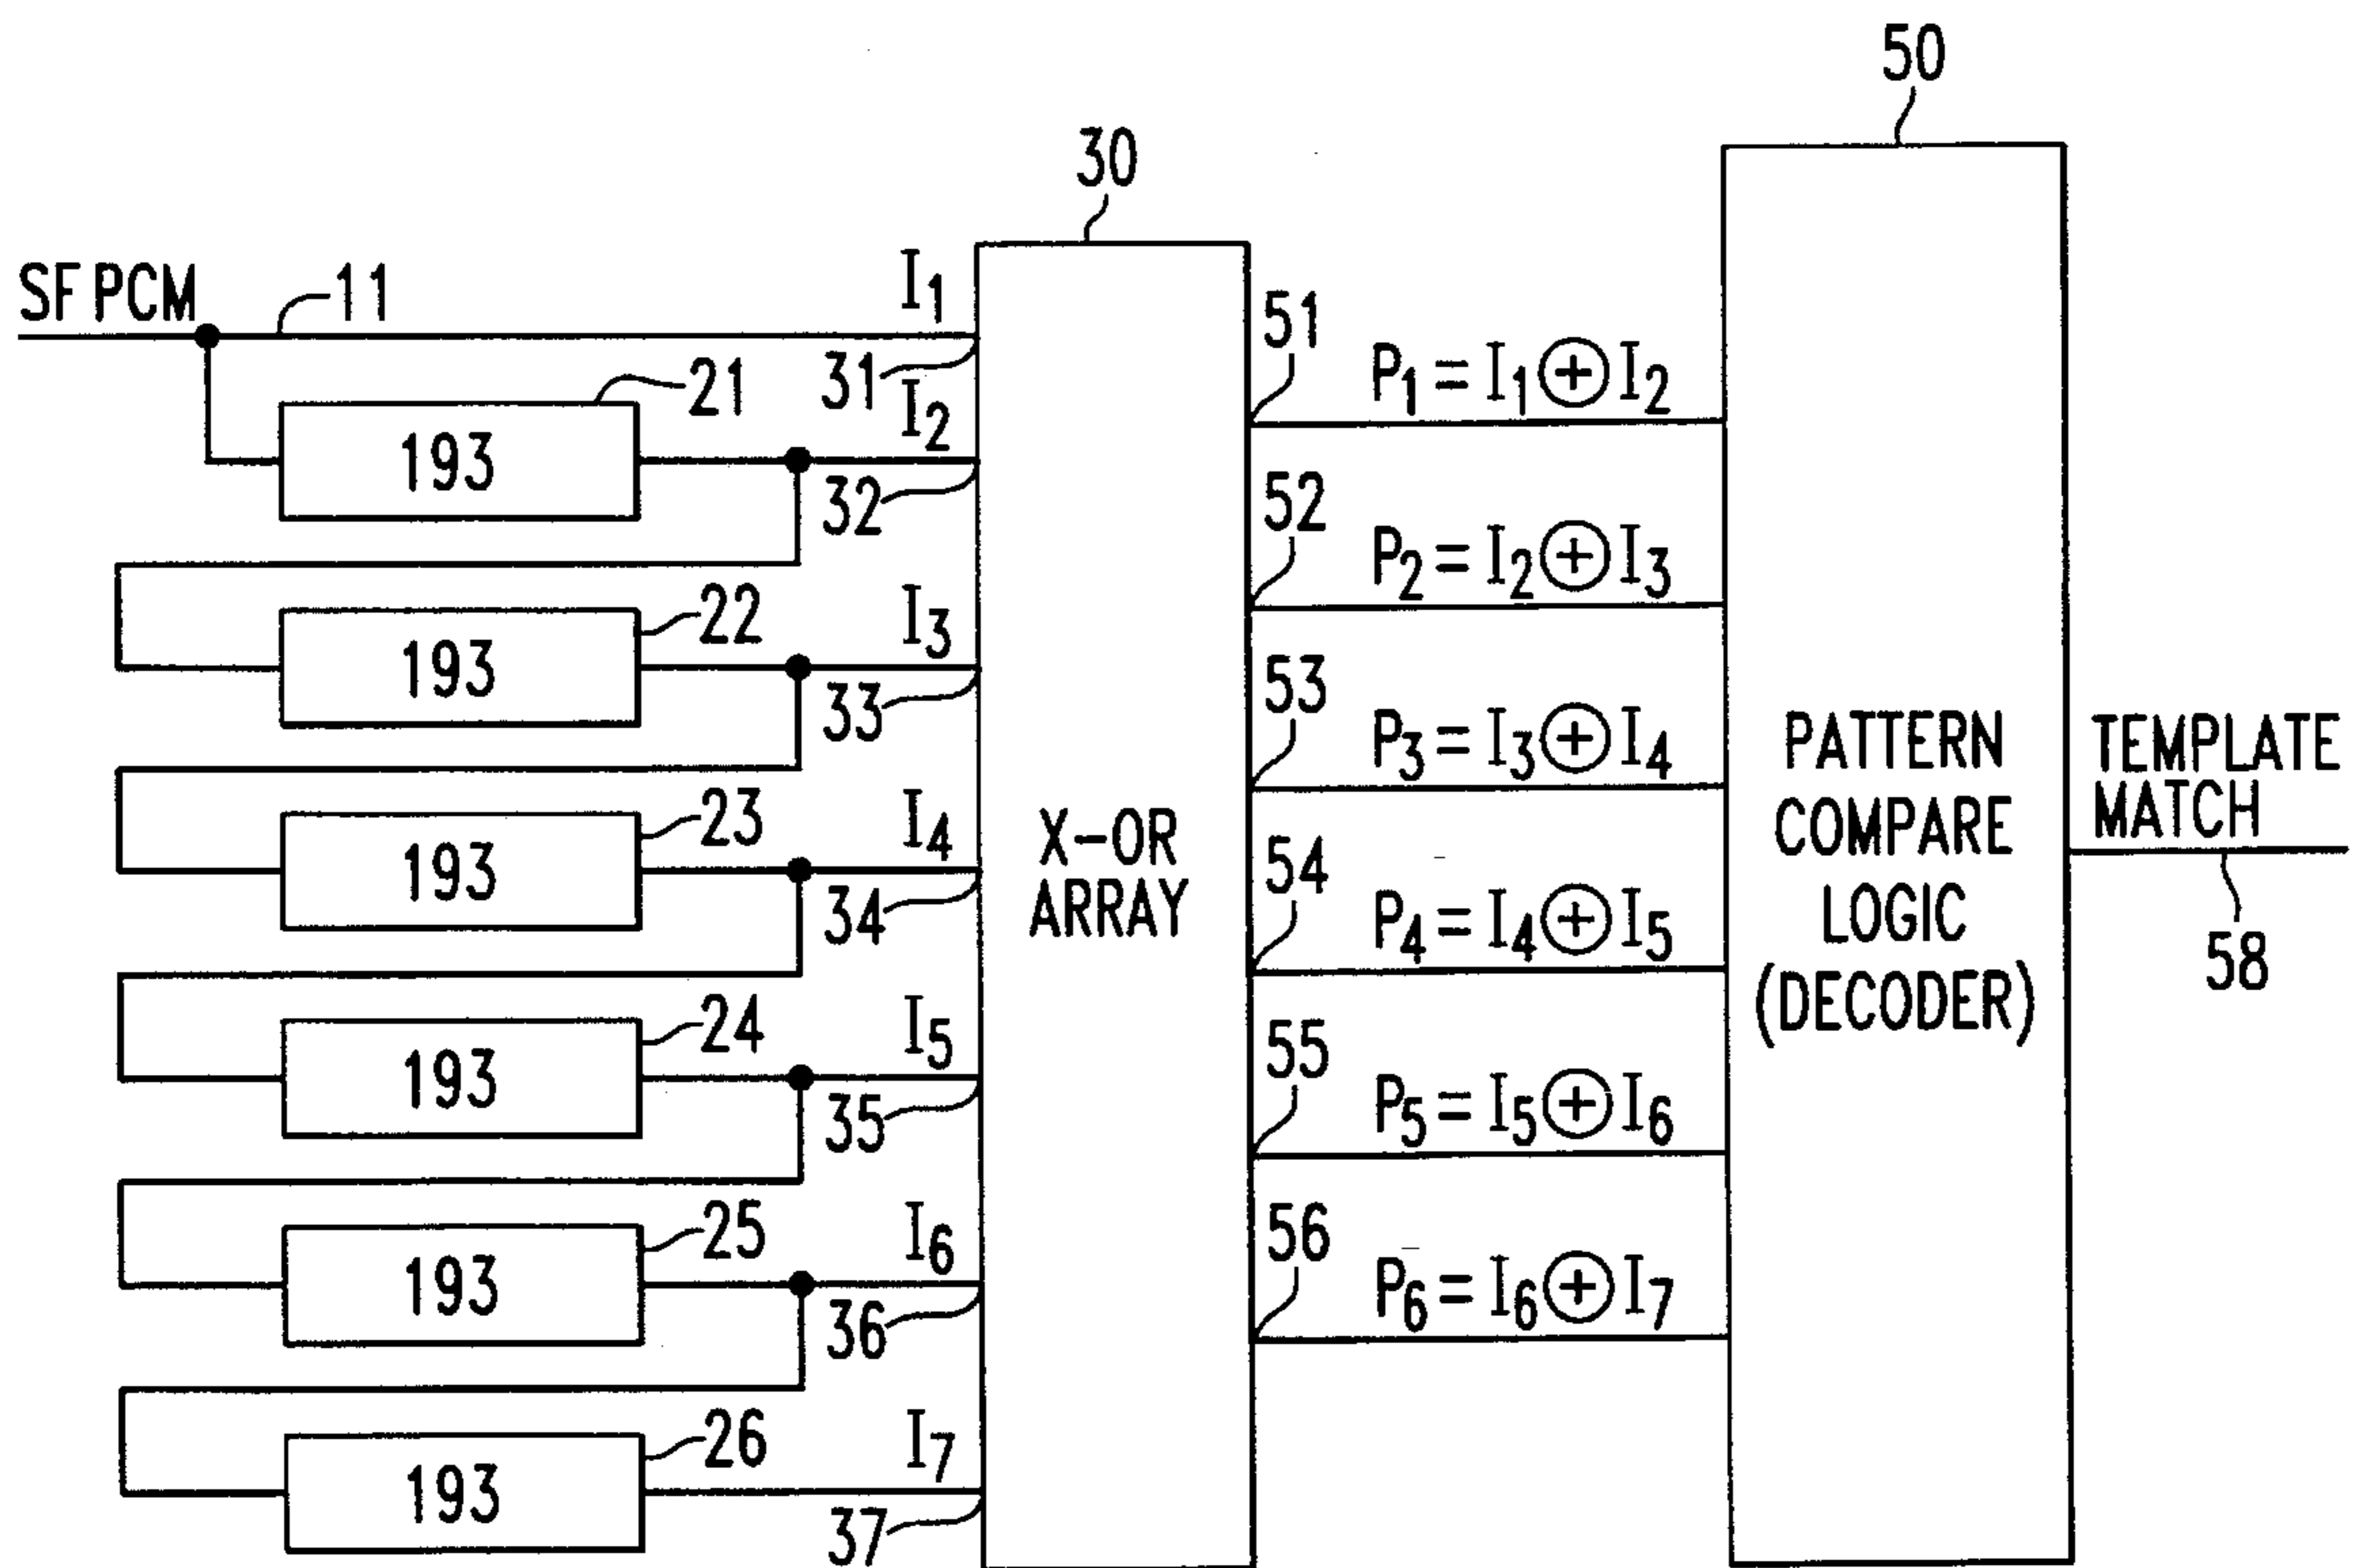 50
30
SF PCM
11
I1
31
51
P1 = I1 ⊕ I2
21
193
I2
32
52
P2 = I2 ⊕ I3
22
193
I3
33
53
P3 = I3 ⊕ I4
23
193
I4
34
54
P4 = I4 ⊕ I5
X-OR
ARRAY
PATTERN
COMPARE
LOGIC
(DECODER)
TEMPLATE
MATCH
58
24
193
I5
35
55
P5 = I5 ⊕ I6
25
193
I6
36
56
P6 = I6 ⊕ I7
26
193
I7
37